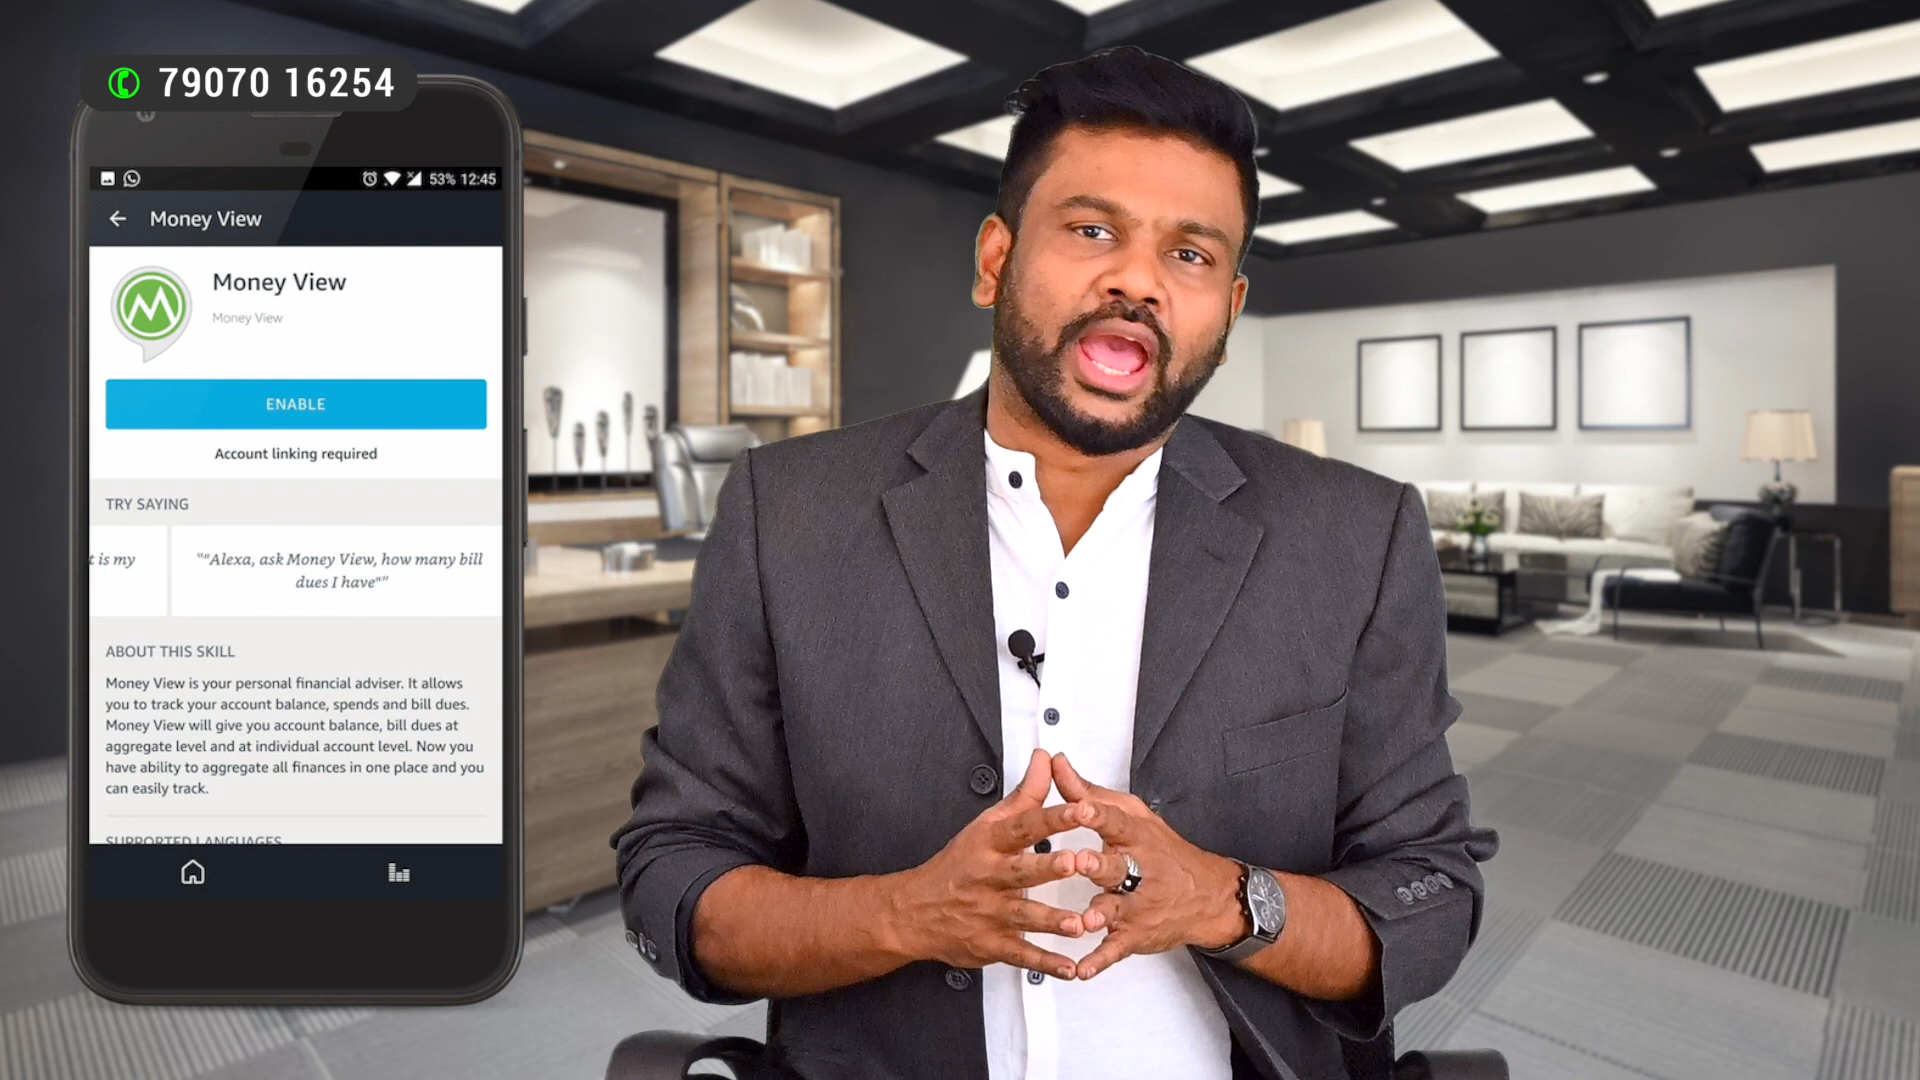 79070 16254
53% 12:45
Money View
Money View
Money View
ENABLE
Account linking required
TRY SAYING
t is my
""Alexa, ask Money View, how many bill
dues I have""
ABOUT THIS SKILL
Money View is your personal financial adviser. It allows
you to track your account balance, spends and bill dues.
Money View will give you account balance, bill dues at
aggregate level and at individual account level. Now you
have ability to aggregate all finances in one place and you
can easily track.
SUPPORTED LANGUAGES